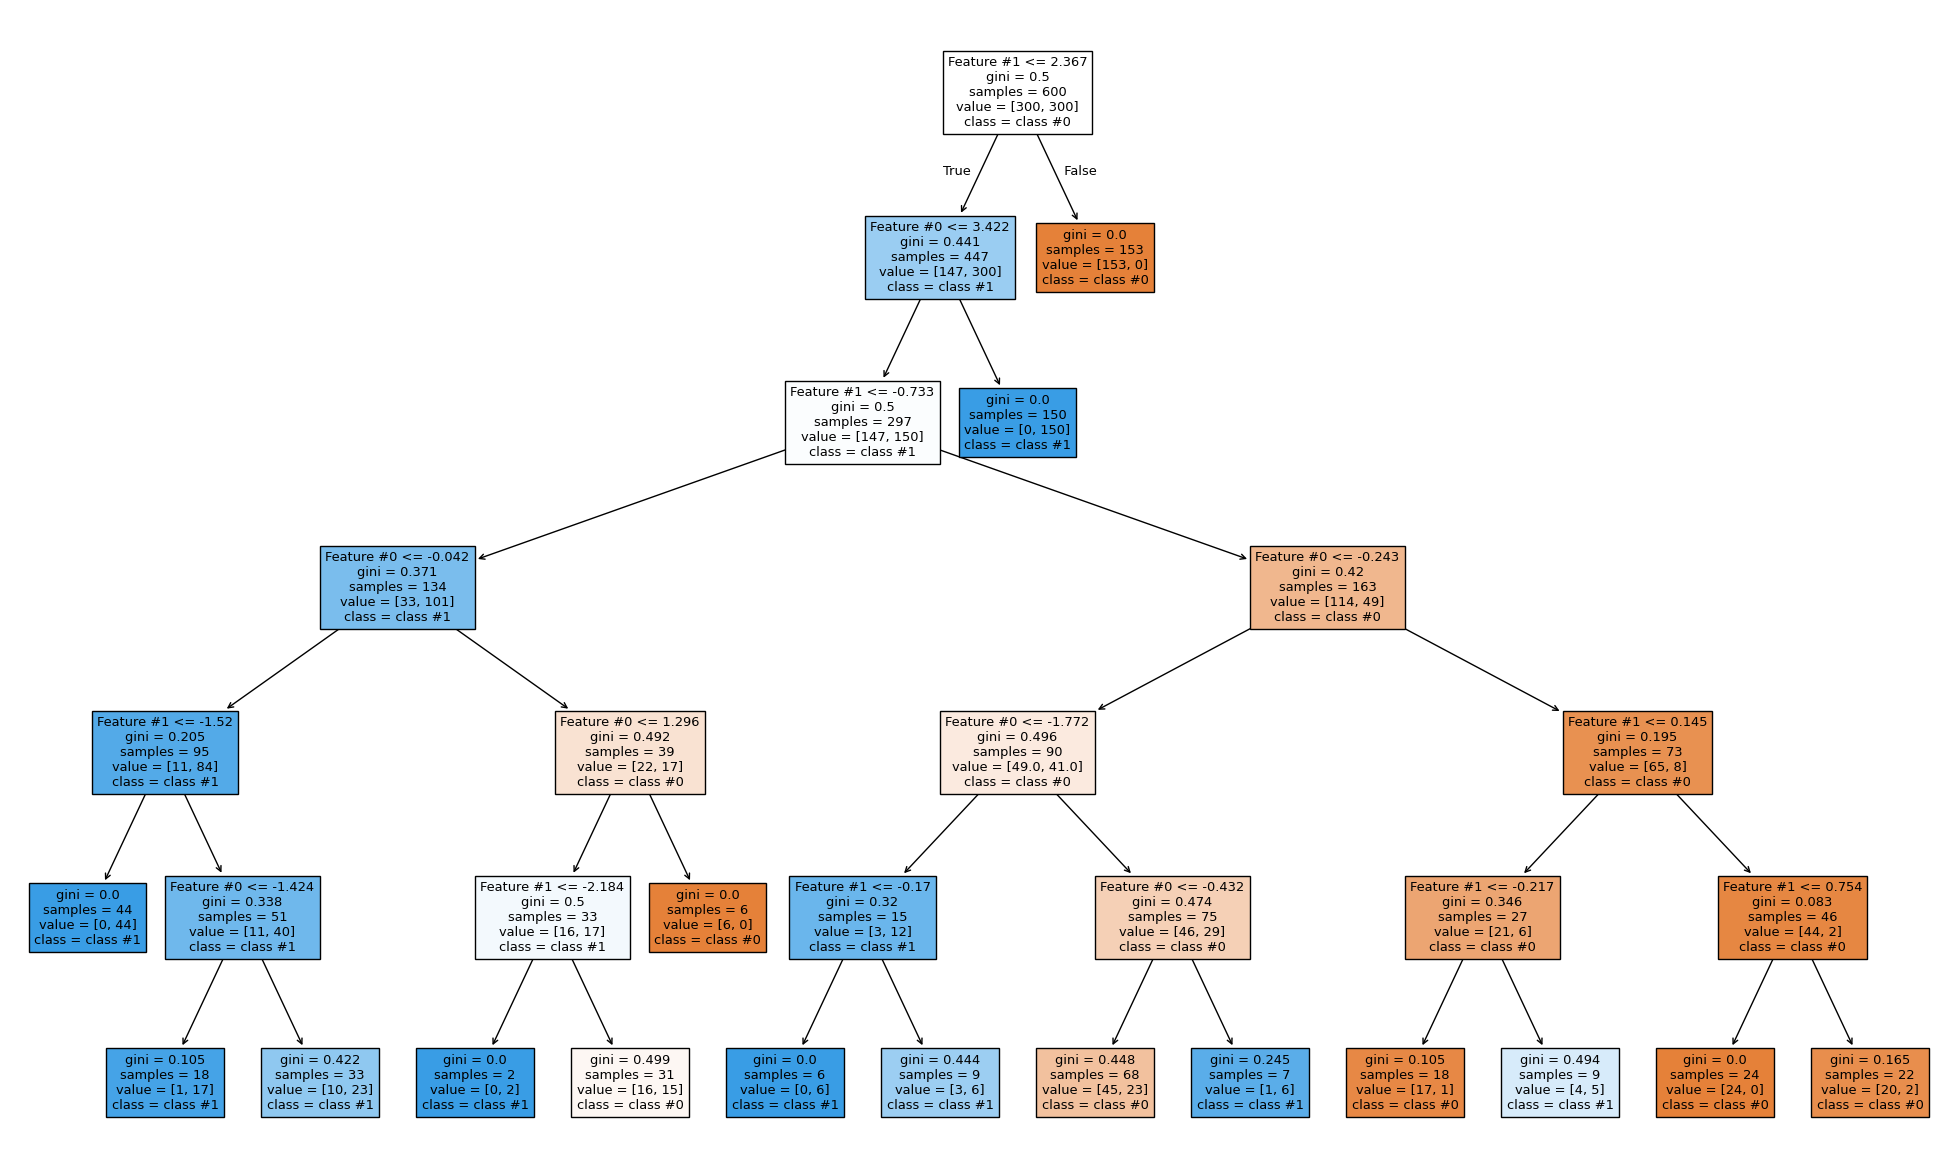 Feature #1 <= 2.367
gini = 0.5
samples = 600
value = [300, 300]
class = class #0
True
False
Feature #0 <= 3.422
gini = 0.441
samples = 447
value = [147, 300]
class = class #1
gini = 0.0
samples = 153
value = [153, 0]
class = class #0
Feature #1 <= -0.733
gini = 0.5
samples = 297
value = [147, 150]
class = class #1
gini = 0.0
samples = 150
value = [0, 150]
class = class #1
Feature #0 <= -0.042
gini = 0.371
samples = 134
value = [33, 101]
class = class #1
Feature #0 <= -0.243
gini = 0.42
samples = 163
value = [114, 49]
class = class #0
Feature #1 <= -1.52
gini = 0.205
samples = 95
value = [11, 84]
class = class #1
Feature #0 <= 1.296
gini = 0.492
samples = 39
value = [22, 17]
class = class #0
Feature #0 <= -1.772
gini = 0.496
samples = 90
value = [49.0, 41.0]
class = class #0
Feature #1 <= 0.145
gini = 0.195
samples = 73
value = [65, 8]
class = class #0
gini = 0.0
samples = 44
value = [0, 44]
class = class #1
Feature #0 <= -1.424
gini = 0.338
samples = 51
value = [11, 40]
class = class #1
Feature #1 <= -2.184
gini = 0.5
samples = 33
value = [16, 17]
class = class #1
gini = 0.0
samples = 6
value = [6, 0]
class = class #0
Feature #1 <= -0.17
gini = 0.32
samples = 15
value = [3, 12]
class = class #1
Feature #0 <= -0.432
gini = 0.474
samples = 75
value = [46, 29]
class = class #0
Feature #1 <= -0.217
gini = 0.346
samples = 27
value = [21, 6]
class = class #0
Feature #1 <= 0.754
gini = 0.083
samples = 46
value = [44, 2]
class = class #0
gini = 0.105
samples = 18
value = [1, 17]
class = class #1
gini = 0.422
samples = 33
value = [10, 23]
class = class #1
gini = 0.0
samples = 2
value = [0, 2]
class = class #1
gini = 0.499
samples = 31
value = [16, 15]
class = class #0
gini = 0.0
samples = 6
value = [0, 6]
class = class #1
gini = 0.444
samples = 9
value = [3, 6]
class = class #1
gini = 0.448
samples = 68
value = [45, 23]
class = class #0
gini = 0.245
samples = 7
value = [1, 6]
class = class #1
gini = 0.105
samples = 18
value = [17, 1]
class = class #0
gini = 0.494
samples = 9
value = [4, 5]
class = class #1
gini = 0.0
samples = 24
value = [24, 0]
class = class #0
gini = 0.165
samples = 22
value = [20, 2]
class = class #0